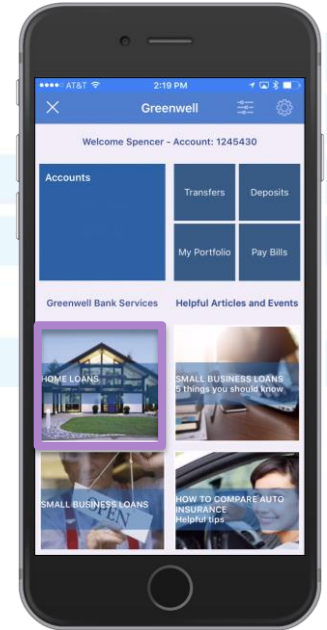 AT&T 2:19 PM
Greenwell
Welcome Spencer - Account: 1245430
Accounts
Transfers
Deposits
My Portfolio
Pay Bills
Greenwell Bank Services
Helpful Articles and Events
HOME LOANS
SMALL BUSINESS LOANS
5 things you should know
SMALL BUSINESS LOANS
OPEN
HOW TO COMPARE AUTO
INSURANCE
Helpful tips